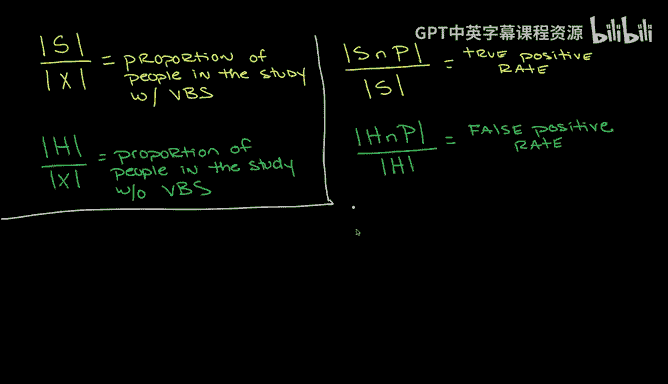 GPT中英字幕课程资源 bilibili
|S| / |X| = PROPORTION OF
people in the study
w/ VBS
|H| / |X| = PROPORTION OF
people in the study
w/o VBS
|S∩P| / |S| = TRUE positive
RATE
|H∩P| / |H| = FALSE positive
RATE